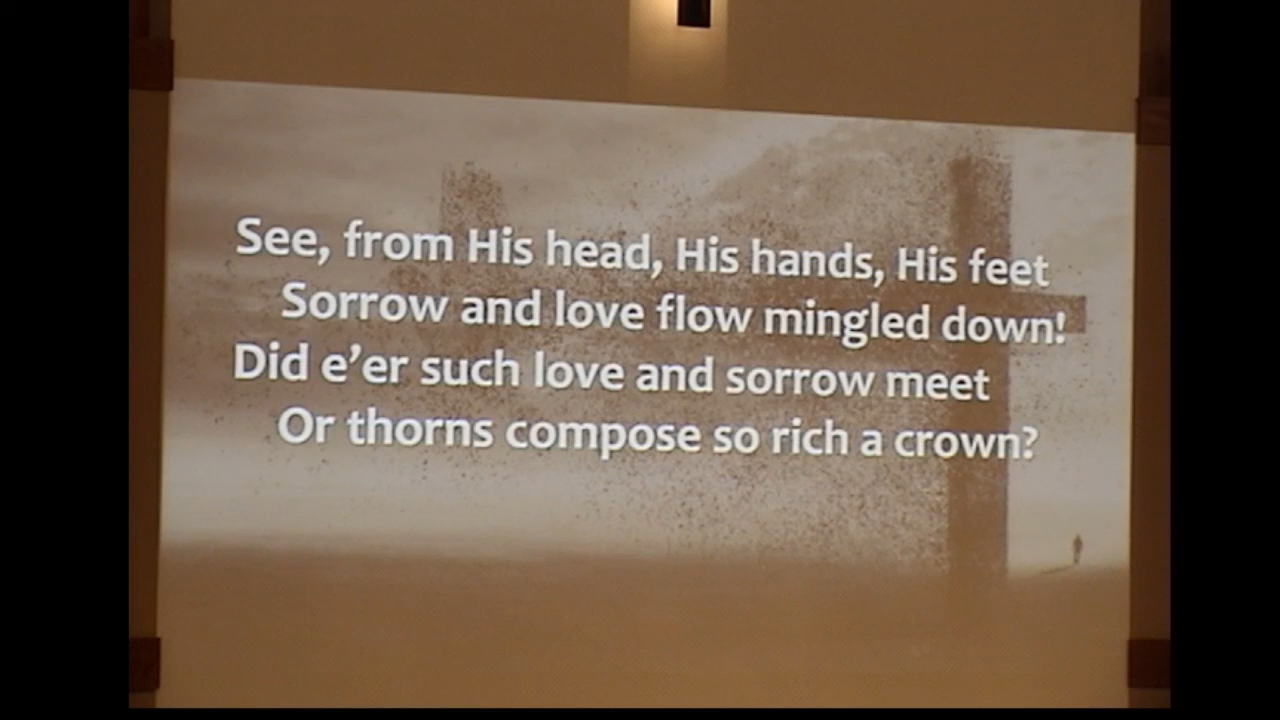 See, from His head, His hands, His feet
Sorrow and love flow mingled down!
Did e’er such love and sorrow meet
Or thorns compose so rich a crown?